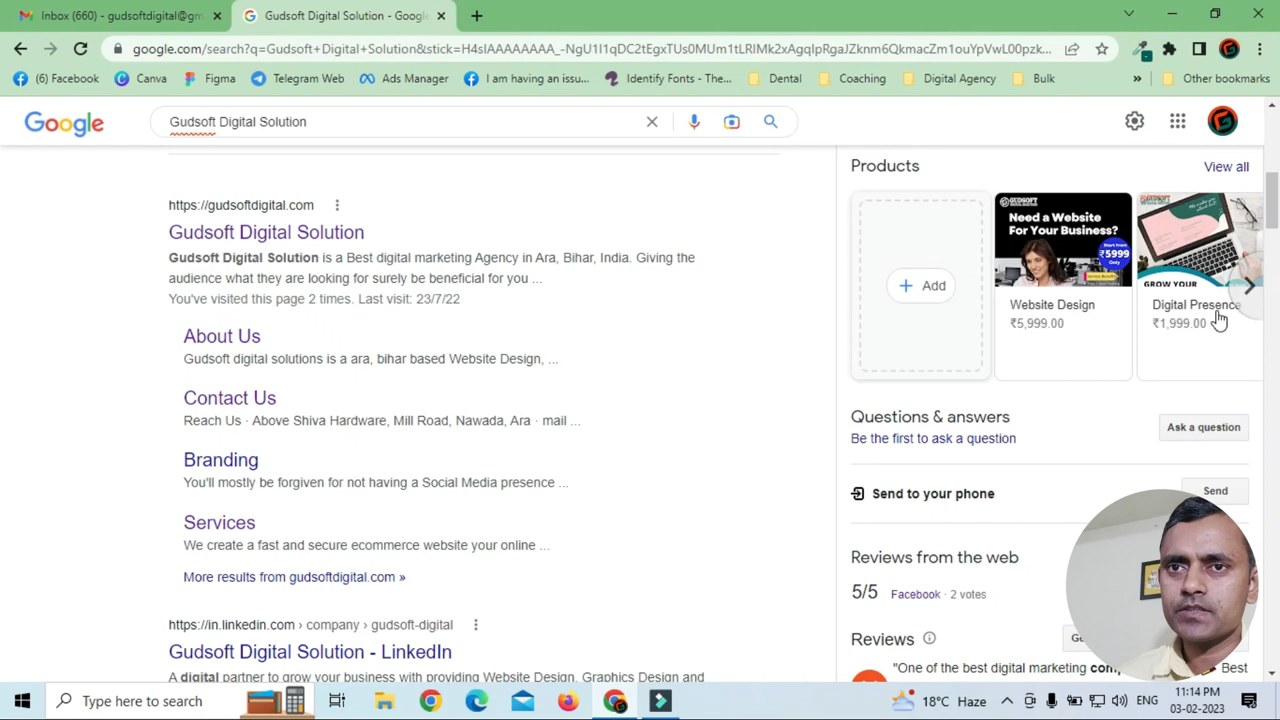 Inbox (660) - gudsoftdigital@gm
Gudsoft Digital Solution - Google
google.com/search?q=Gudsoft+Digital+Solution&stick=H4sIAAAAAAAA_-NgU1I1qDC2tEgxTUs0MUm1tLRIMk2xAgqlpRgaJZknm6QkmacZm1ouYpVwL00pzk...
(6) Facebook
Canva
Figma
Telegram Web
Ads Manager
I am having an issu...
Identify Fonts - The...
Dental
Coaching
Digital Agency
Bulk
»
Other bookmarks
Google
Gudsoft Digital Solution
https://gudsoftdigital.com
Gudsoft Digital Solution
Gudsoft Digital Solution is a Best digital marketing Agency in Ara, Bihar, India. Giving the
audience what they are looking for surely be beneficial for you ...
You've visited this page 2 times. Last visit: 23/7/22
About Us
Gudsoft digital solutions is a ara, bihar based Website Design, ...
Contact Us
Reach Us · Above Shiva Hardware, Mill Road, Nawada, Ara · mail ...
Branding
You'll mostly be forgiven for not having a Social Media presence ...
Services
We create a fast and secure ecommerce website your online ...
More results from gudsoftdigital.com »
https://in.linkedin.com › company › gudsoft-digital
Gudsoft Digital Solution - LinkedIn
A digital partner to grow your business with providing Website Design, Graphics Design and
Products
View all
+ Add
GUDSOFT
Need a Website
For Your Business?
Start From
₹5999
Only
Website Design
₹5,999.00
GUDSOFT
GROW YOUR
Digital Presence
₹1,999.00
Questions & answers
Be the first to ask a question
Ask a question
Send to your phone
Send
Reviews from the web
5/5
Facebook · 2 votes
Reviews
"One of the best digital marketing
Best
Type here to search
18°C Haze
ENG
11:14 PM
03-02-2023